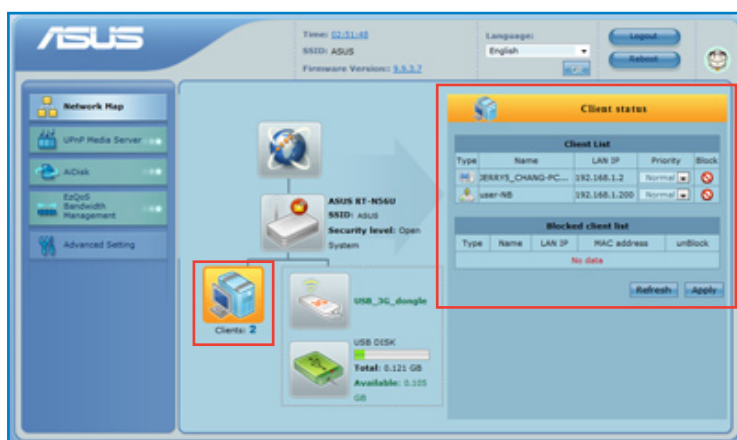 ASUS
Time: 02:51:48
SSID: ASUS
Firmware Version: 9.9.3.7
Language:
English
Logout
Reboot
Network Map
UPnP Media Server
AiDisk
EzQoS
Bandwidth
Management
Advanced Setting
ASUS RT-N56U
SSID: ASUS
Security level: Open
System
Clients: 2
USB_3G_dongle
USB DISK
Total: 0.121 GB
Available: 0.105
GB
Client status
Client List
Type Name LAN IP Priority Block
JERRY5_CHANG-PC... 192.168.1.2 Normal
user-NB 192.168.1.200 Normal
Blocked client list
Type Name LAN IP MAC address unBlock
No data
Refresh Apply